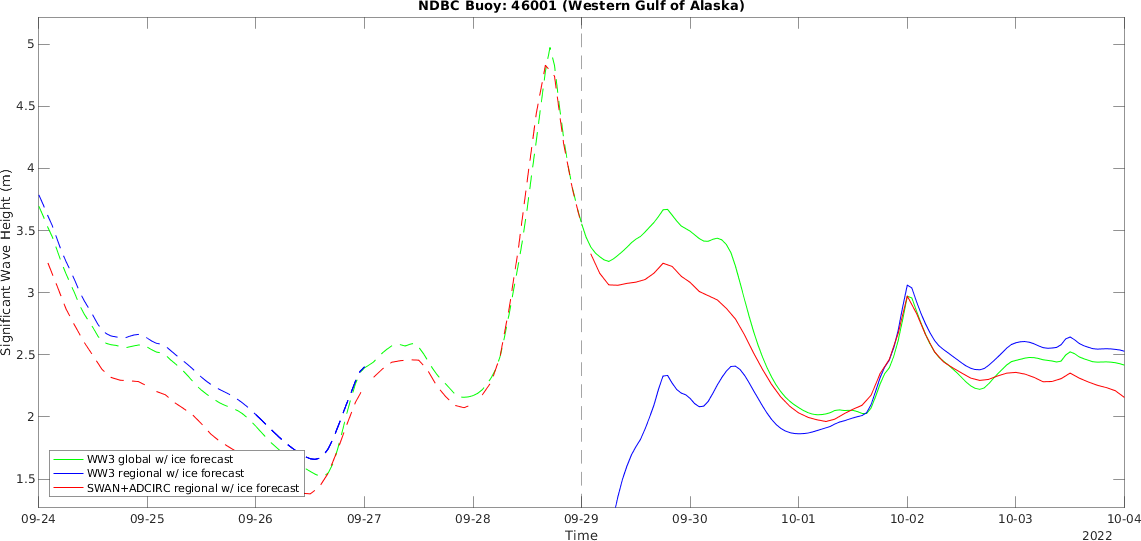 NDBC Buoy: 46001 (Western Gulf of Alaska)
Significant Wave Height (m)
5
4.5
4
3.5
3
2.5
2
1.5
WW3 global w/ ice forecast
WW3 regional w/ ice forecast
SWAN+ADCIRC regional w/ ice forecast
09-24 09-25 09-26 09-27 09-28 09-29 09-30 10-01 10-02 10-03 10-04
Time
2022